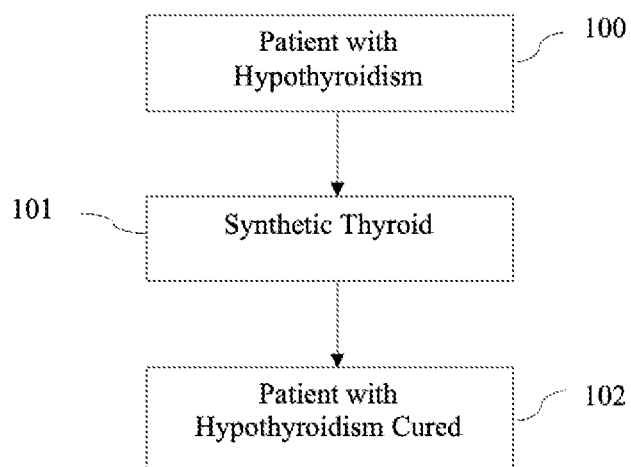 Patient with
Hypothyroidism
100
101
Synthetic Thyroid
Patient with
Hypothyroidism Cured
102